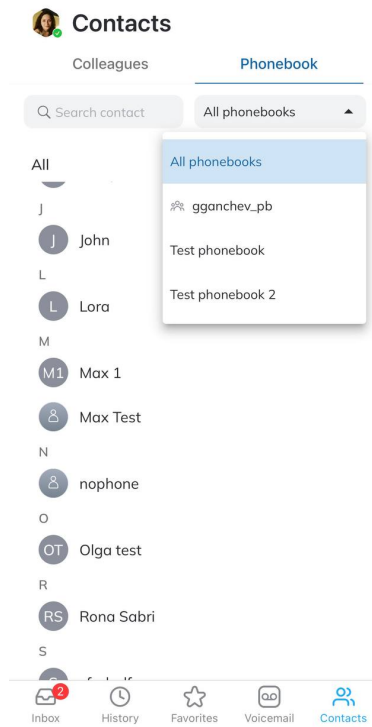 Contacts
Colleagues
Phonebook
Search contact
All phonebooks
All phonebooks
gganchev_pb
Test phonebook
Test phonebook 2
All
J
J
John
L
L
Lora
M
M1
Max 1
Max Test
N
nophone
O
OT
Olga test
R
RS
Rona Sabri
S
2
Inbox
History
Favorites
Voicemail
Contacts